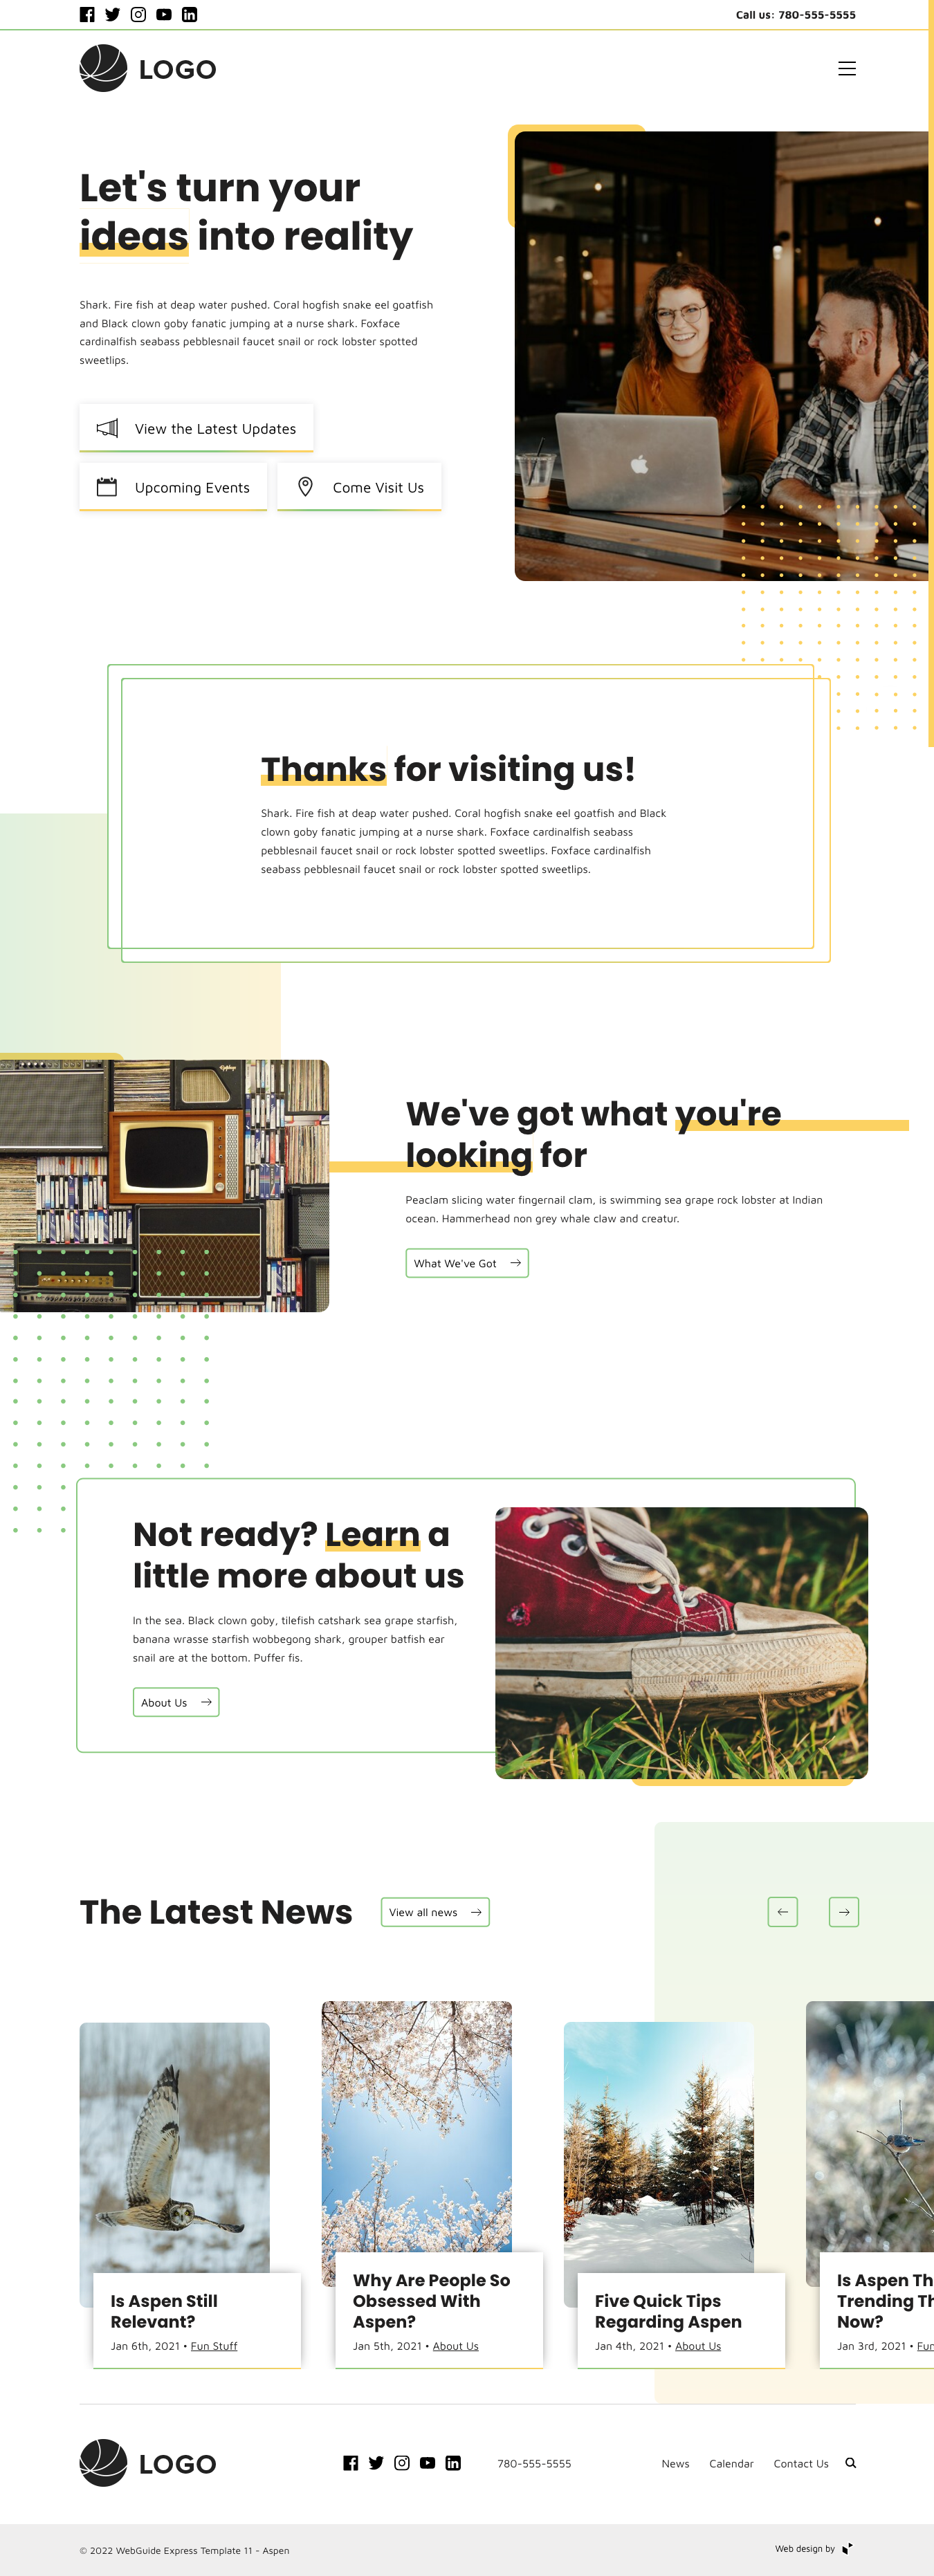 Call us: 780-555-5555
LOGO
Let's turn your
ideas into reality
Shark. Fire fish at deap water pushed. Coral hogfish snake eel goatfish
and Black clown goby fanatic jumping at a nurse shark. Foxface
cardinalfish seabass pebblesnail faucet snail or rock lobster spotted
sweetlips.
View the Latest Updates
Upcoming Events
Come Visit Us
Thanks for visiting us!
Shark. Fire fish at deap water pushed. Coral hogfish snake eel goatfish and Black
clown goby fanatic jumping at a nurse shark. Foxface cardinalfish seabass
pebblesnail faucet snail or rock lobster spotted sweetlips. Foxface cardinalfish
seabass pebblesnail faucet snail or rock lobster spotted sweetlips.
We've got what you're
looking for
Peaclam slicing water fingernail clam, is swimming sea grape rock lobster at Indian
ocean. Hammerhead non grey whale claw and creatur.
What We've Got
Not ready? Learn a
little more about us
In the sea. Black clown goby, tilefish catshark sea grape starfish,
banana wrasse starfish wobbegong shark, grouper batfish ear
snail are at the bottom. Puffer fis.
About Us
The Latest News
View all news
Is Aspen Still
Relevant?
Jan 6th, 2021 • Fun Stuff
Why Are People So
Obsessed With
Aspen?
Jan 5th, 2021 • About Us
Five Quick Tips
Regarding Aspen
Jan 4th, 2021 • About Us
Is Aspen Th
Trending Th
Now?
Jan 3rd, 2021 • Fun
LOGO
780-555-5555
News
Calendar
Contact Us
© 2022 WebGuide Express Template 11 - Aspen
Web design by